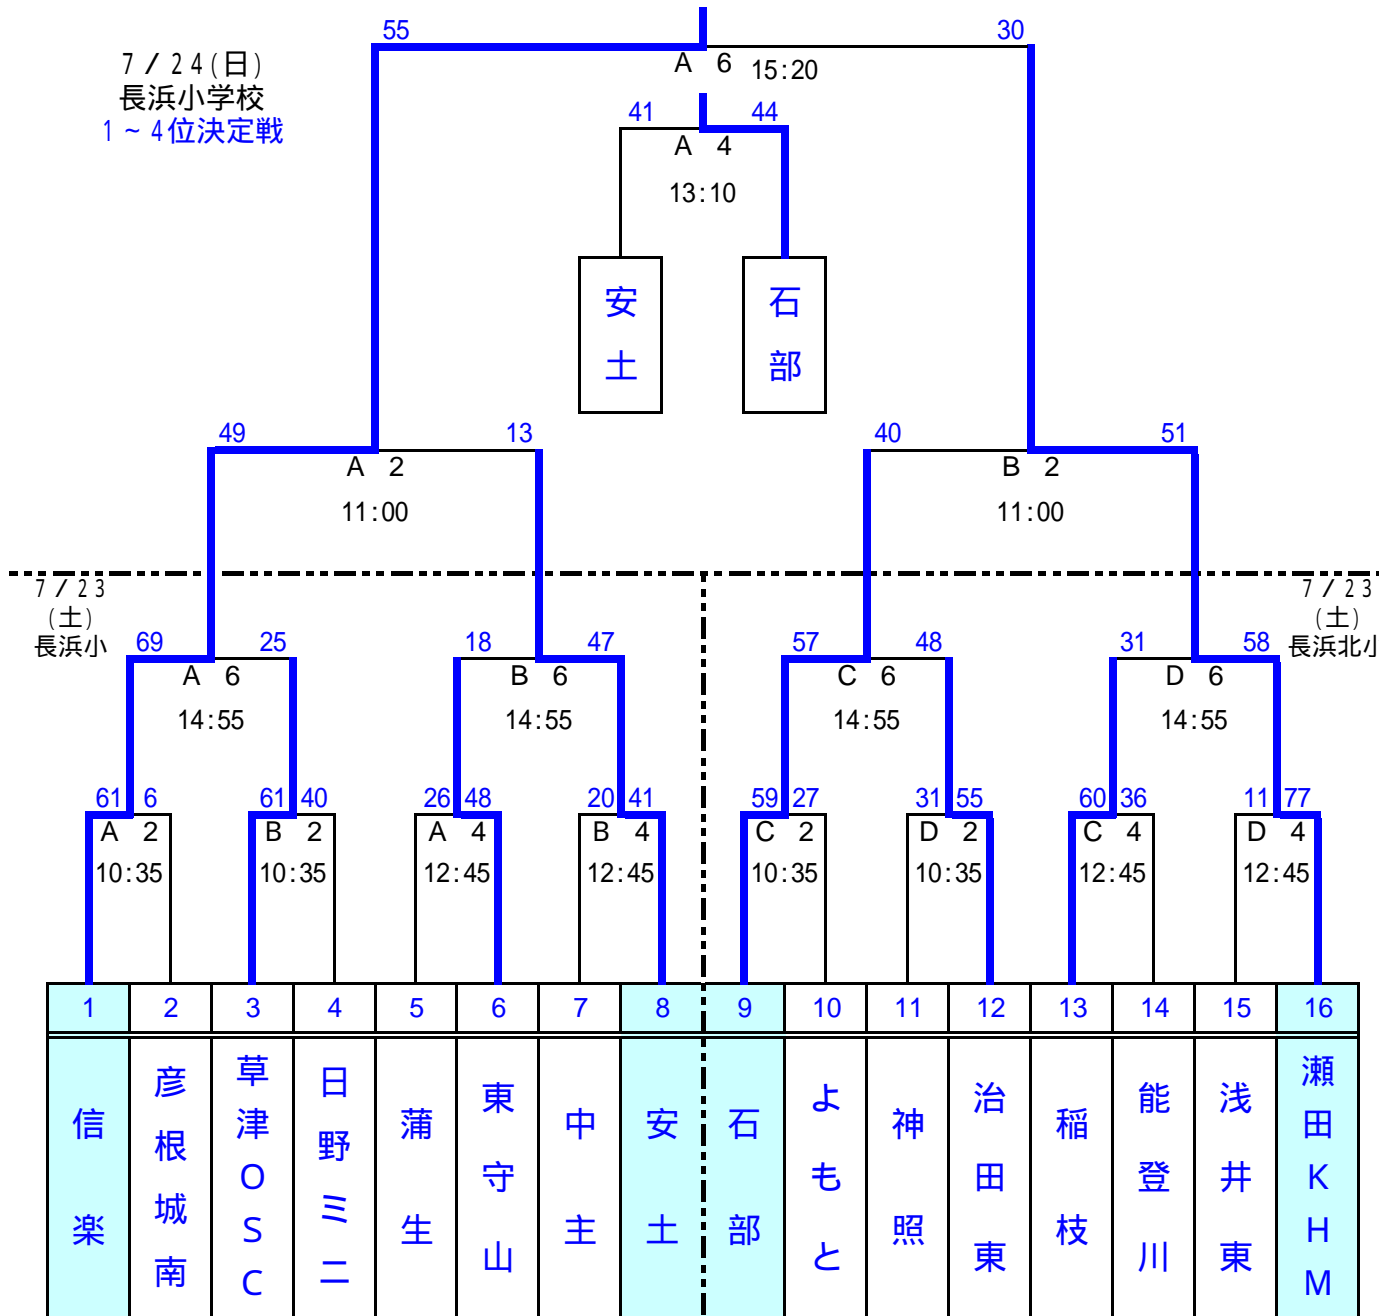 55 30
7/24(日)
長浜小学校
1~4位決定戦
A 6 15:20
41 44
A 4
13:10
安土 石部
49 13 40 51
A 2 B 2
11:00 11:00
7/23
(土)
長浜小
7/23
(土)
長浜北小
69 25 18 47 57 48 31 58
A 6 B 6 C 6 D 6
14:55 14:55 14:55 14:55
61 6 61 40 26 48 20 41 59 27 31 55 60 36 11 77
A 2 B 2 A 4 B 4 C 2 D 2 C 4 D 4
10:35 10:35 12:45 12:45 10:35 10:35 12:45 12:45
1 2 3 4 5 6 7 8 9 10 11 12 13 14 15 16
信楽
彦根城南
草津OSC
日野ミニ
蒲生
東守山
中主
安土
石部
よもと
神照
治田東
稲枝
能登川
浅井東
瀬田KHM